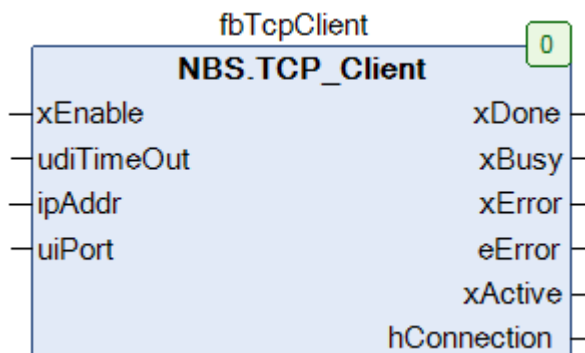 fbTcpClient
0
NBS.TCP_Client
xEnable xDone
udiTimeOut xBusy
ipAddr xError
uiPort eError
xActive
hConnection